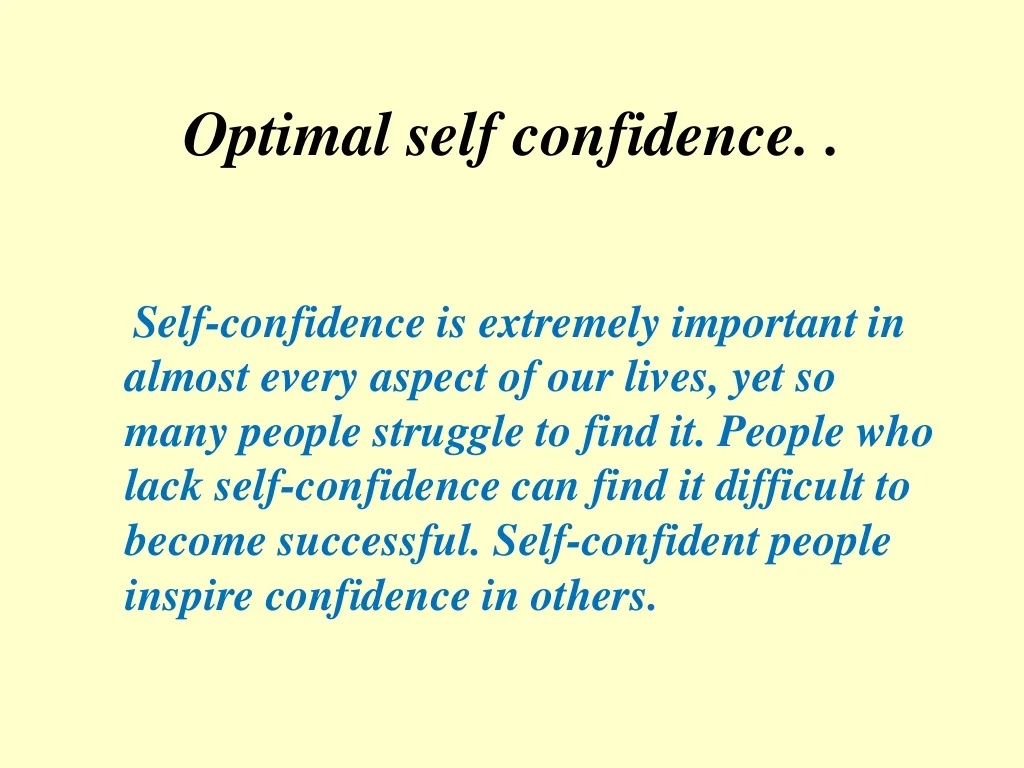 Optimal self confidence. .
Self-confidence is extremely important in
almost every aspect of our lives, yet so
many people struggle to find it. People who
lack self-confidence can find it difficult to
become successful. Self-confident people
inspire confidence in others.